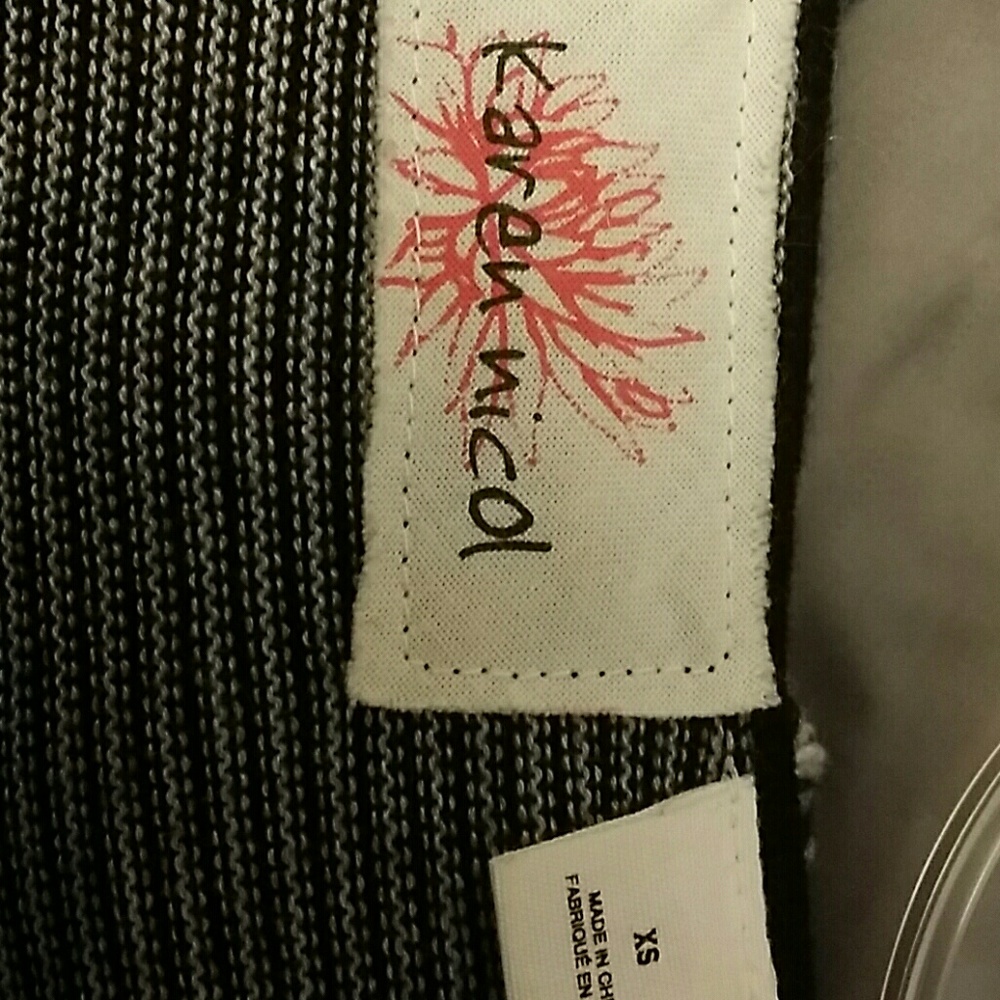 karen nicol
XS
MADE IN
FABRIQUÉ EN